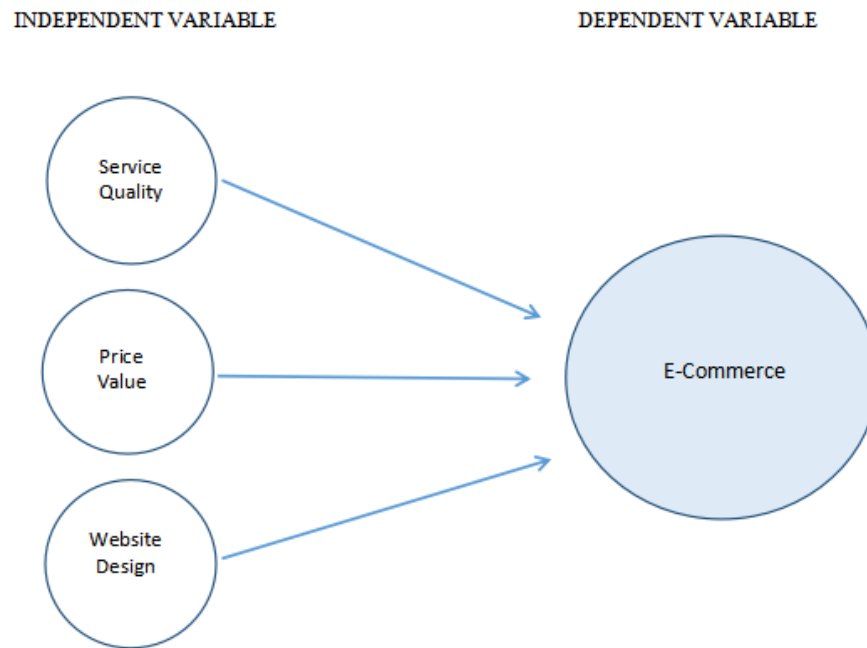 INDEPENDENT VARIABLE
DEPENDENT VARIABLE
Service
Quality
Price
Value
E-Commerce
Website
Design